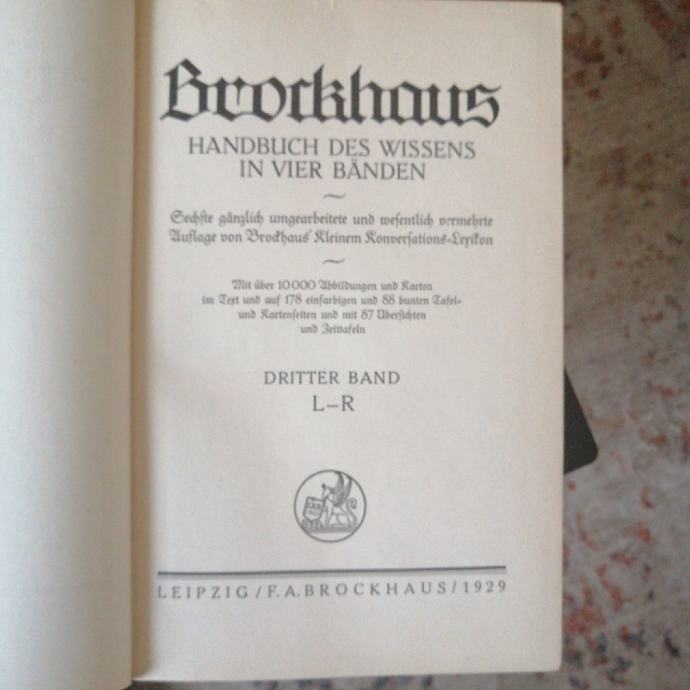 Brockhaus
HANDBUCH DES WISSENS
IN VIER BÄNDEN
Sechste gänzlich umgearbeitete und wesentlich vermehrte
Auflage von Brockhaus' Kleinem Konversations-Lexikon
Mit über 10000 Abbildungen und Karten
im Text und auf 178 einfarbigen und 88 bunten Tafel-
und Kartenseiten und mit 87 Übersichten
und Zeittafeln
DRITTER BAND
L–R
LEIPZIG / F. A. BROCKHAUS / 1929